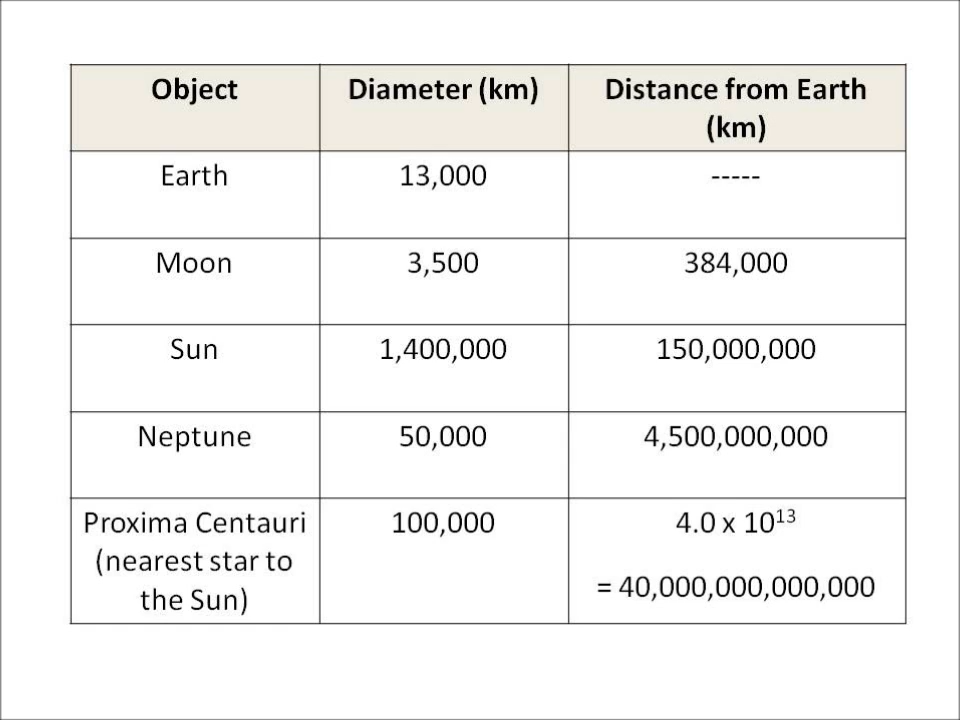 Object Diameter (km) Distance from Earth
(km)
Earth 13,000 -----
Moon 3,500 384,000
Sun 1,400,000 150,000,000
Neptune 50,000 4,500,000,000
Proxima Centauri 100,000 4.0 x 10¹³
(nearest star to
the Sun) = 40,000,000,000,000